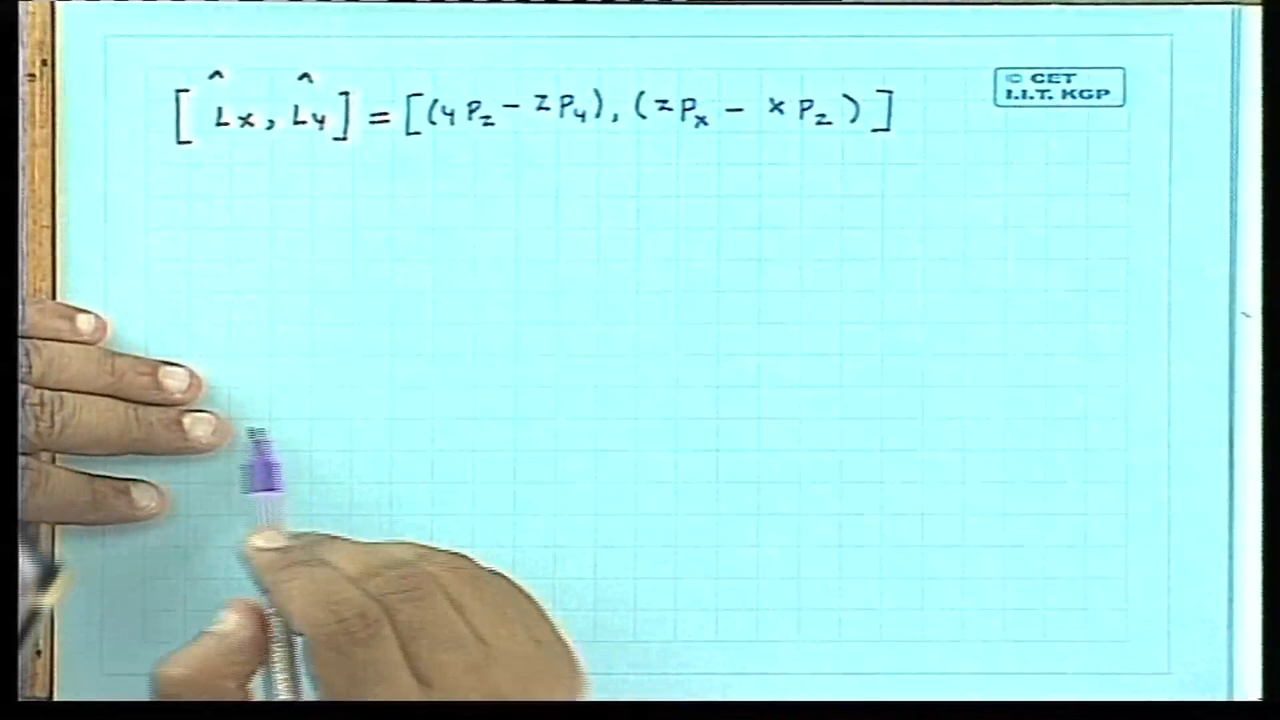 [ L̂x, L̂y ] = [(y Pz − z Py), (z Px − x Pz ) ]
© CET
I.I.T. KGP